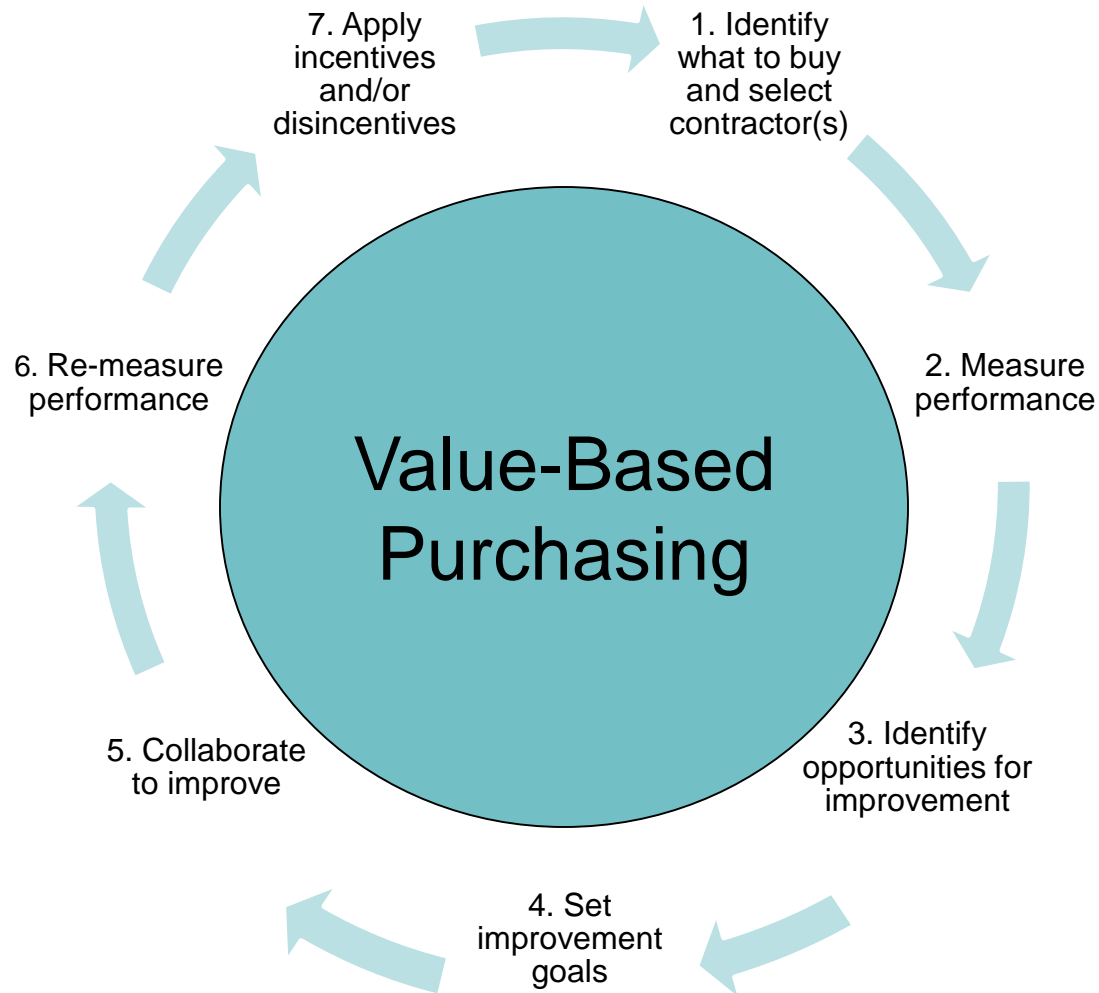 7. Apply
incentives
and/or
disincentives
1. Identify
what to buy
and select
contractor(s)
2. Measure
performance
3. Identify
opportunities for
improvement
4. Set
improvement
goals
5. Collaborate
to improve
6. Re-measure
performance
Value-Based
Purchasing